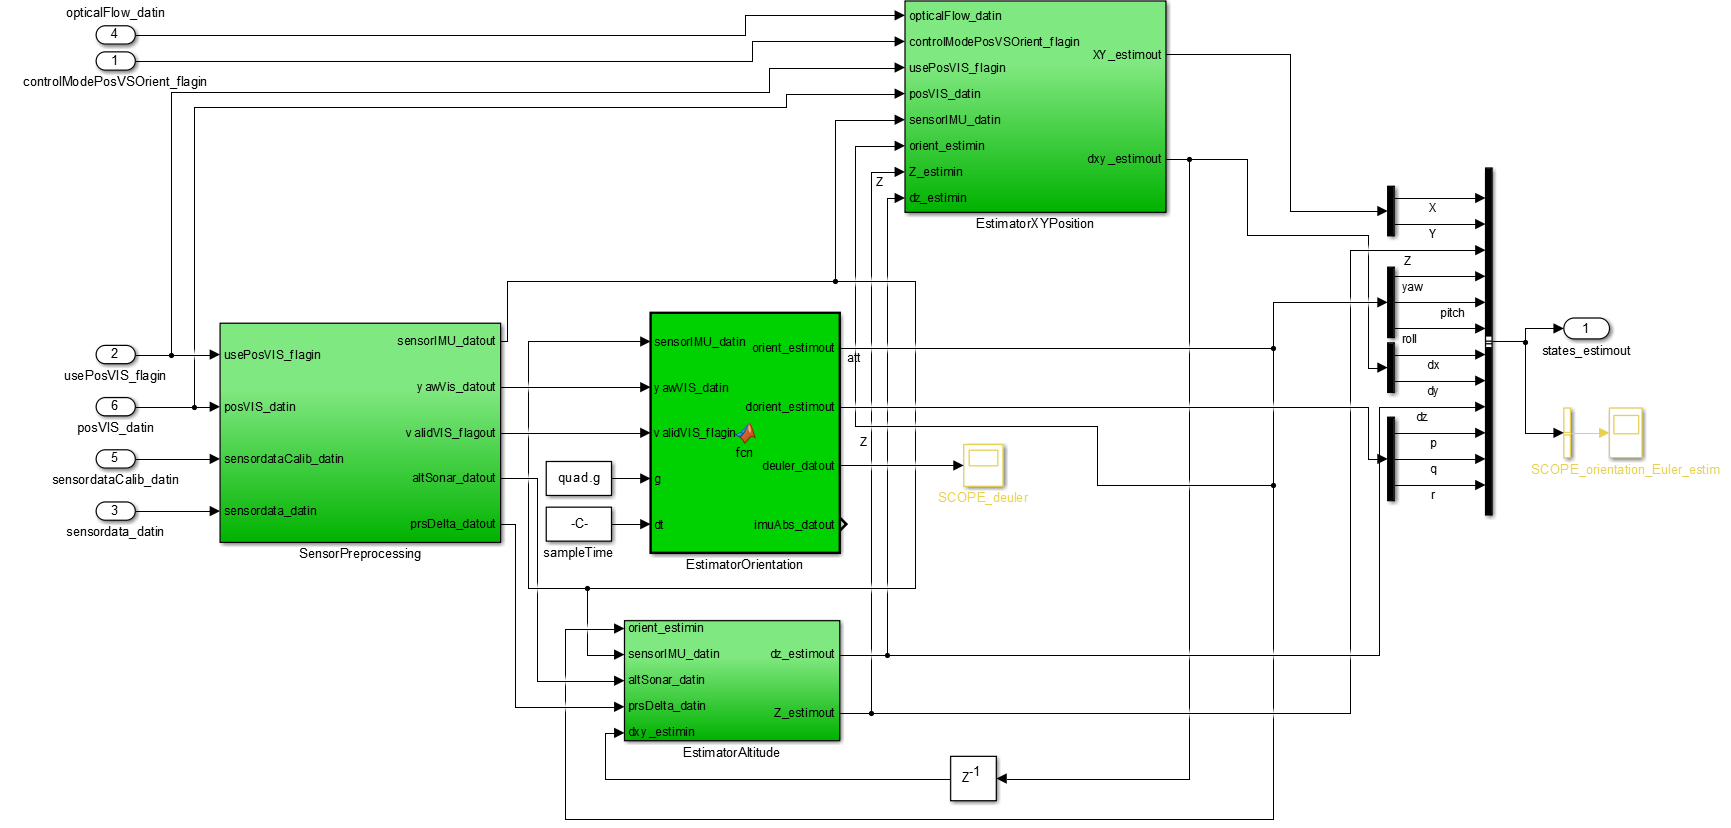 opticalFlow_datin
4
1
controlModePosVSOrient_flagin
opticalFlow_datin
controlModePosVSOrient_flagin
usePosVIS_flagin
posVIS_datin
sensorIMU_datin
orient_estimin
Z_estimin
dz_estimin
XY_estimout
dxy_estimout
EstimatorXYPosition
Z
2
usePosVIS_flagin
6
posVIS_datin
5
sensordataCalib_datin
3
sensordata_datin
usePosVIS_flagin
posVIS_datin
sensordataCalib_datin
sensordata_datin
sensorIMU_datout
yawVis_datout
validVIS_flagout
altSonar_datout
prsDelta_datout
SensorPreprocessing
quad.g
-C-
sampleTime
sensorIMU_datin
yawVIS_datin
validVIS_flagin
g
dt
fcn
orient_estimout
dorient_estimout
deuler_datout
imuAbs_datout
EstimatorOrientation
att
Z
SCOPE_deuler
orient_estimin
sensorIMU_datin
altSonar_datin
prsDelta_datin
dxy_estimin
dz_estimout
Z_estimout
EstimatorAltitude
Z-1
X
Y
Z
yaw
pitch
roll
dx
dy
dz
p
q
r
1
states_estimout
SCOPE_orientation_Euler_estim